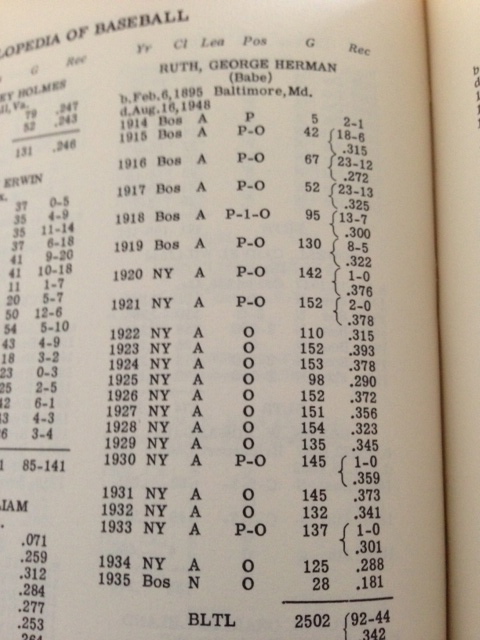 LOPEDIA OF BASEBALL
G Rec
EY HOLMES
ll, Va.
79 .247
52 .243
131 .246
ERWIN
37 0-5
35 4-9
35 11-14
37 6-18
41 9-20
41 10-18
11 1-7
20 5-7
50 12-6
54 5-10
43 4-9
18 3-2
23 0-3
25 2-5
42 6-1
43 4-3
6 3-4
1 85-141
LIAM
.071
.259
.312
.284
.277
.253
.264
Yr Cl Lea Pos G Rec
RUTH, GEORGE HERMAN
(Babe)
b.Feb.6,1895 Baltimore,Md.
d.Aug.16,1948
1914 Bos A P 5 2-1
1915 Bos A P-O 42 18-6
.315
1916 Bos A P-O 67 23-12
.272
1917 Bos A P-O 52 23-13
.325
1918 Bos A P-1-O 95 13-7
.300
1919 Bos A P-O 130 8-5
.322
1920 NY A P-O 142 1-0
.376
1921 NY A P-O 152 2-0
.378
1922 NY A O 110 .315
1923 NY A O 152 .393
1924 NY A O 153 .378
1925 NY A O 98 .290
1926 NY A O 152 .372
1927 NY A O 151 .356
1928 NY A O 154 .323
1929 NY A O 135 .345
1930 NY A P-O 145 1-0
.359
1931 NY A O 145 .373
1932 NY A O 132 .341
1933 NY A P-O 137 1-0
.301
1934 NY A O 125 .288
1935 Bos N O 28 .181
BLTL 2502 92-44
.342